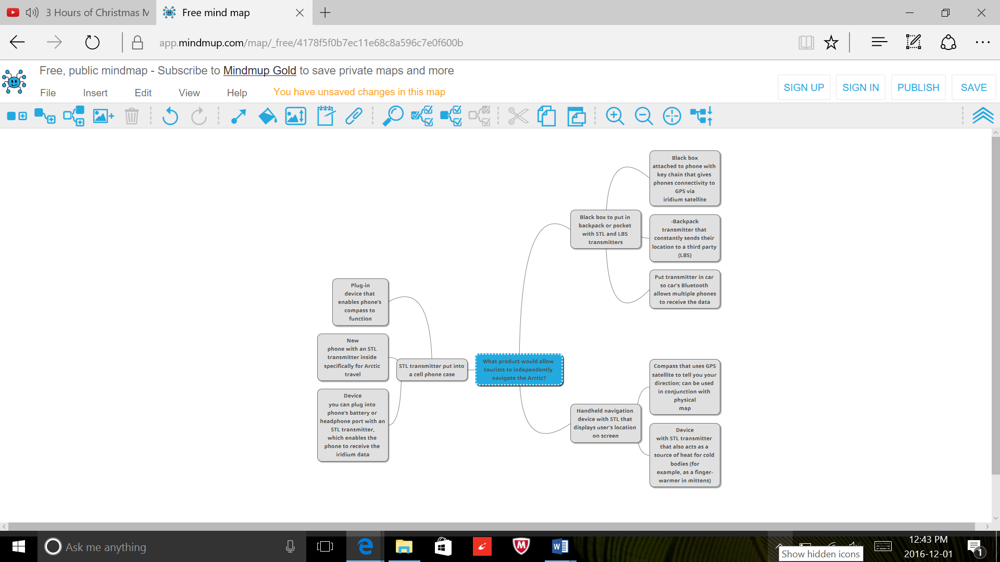 3 Hours of Christmas M
Free mind map
app.mindmup.com/map/_free/4178f5f0b7ec11e68c8a596c7e0f600b
Free, public mindmap - Subscribe to Mindmup Gold to save private maps and more
File Insert Edit View Help You have unsaved changes in this map
SIGN UP SIGN IN PUBLISH SAVE
Black box
attached to phone with
key chain that gives
phones connectivity to
GPS via
iridium satellite
Black box to put in
backpack or pocket
with STL and LBS
transmitters
-Backpack
transmitter that
constantly sends their
location to a third party
(LBS)
Put transmitter in car
so car's Bluetooth
allows multiple phones
to receive the data
Plug-in
device that
enables phone's
compass to
function
New
phone with an STL
transmitter inside
specifically for Arctic
travel
STL transmitter put into
a cell phone case
What product would allow
tourists to independently
navigate the Arctic?
Device
you can plug into
phone's battery or
headphone port with an
STL transmitter,
which enables the
phone to receive the
iridium data
Compass that uses GPS
satellite to tell you your
direction; can be used
in conjunction with
physical
map
Handheld navigation
device with STL that
displays user's location
on screen
Device
with STL transmitter
that also acts as a
source of heat for cold
bodies (for
example, as a finger-
warmer in mittens)
Ask me anything
W
Show hidden icons
12:43 PM
2016-12-01
1